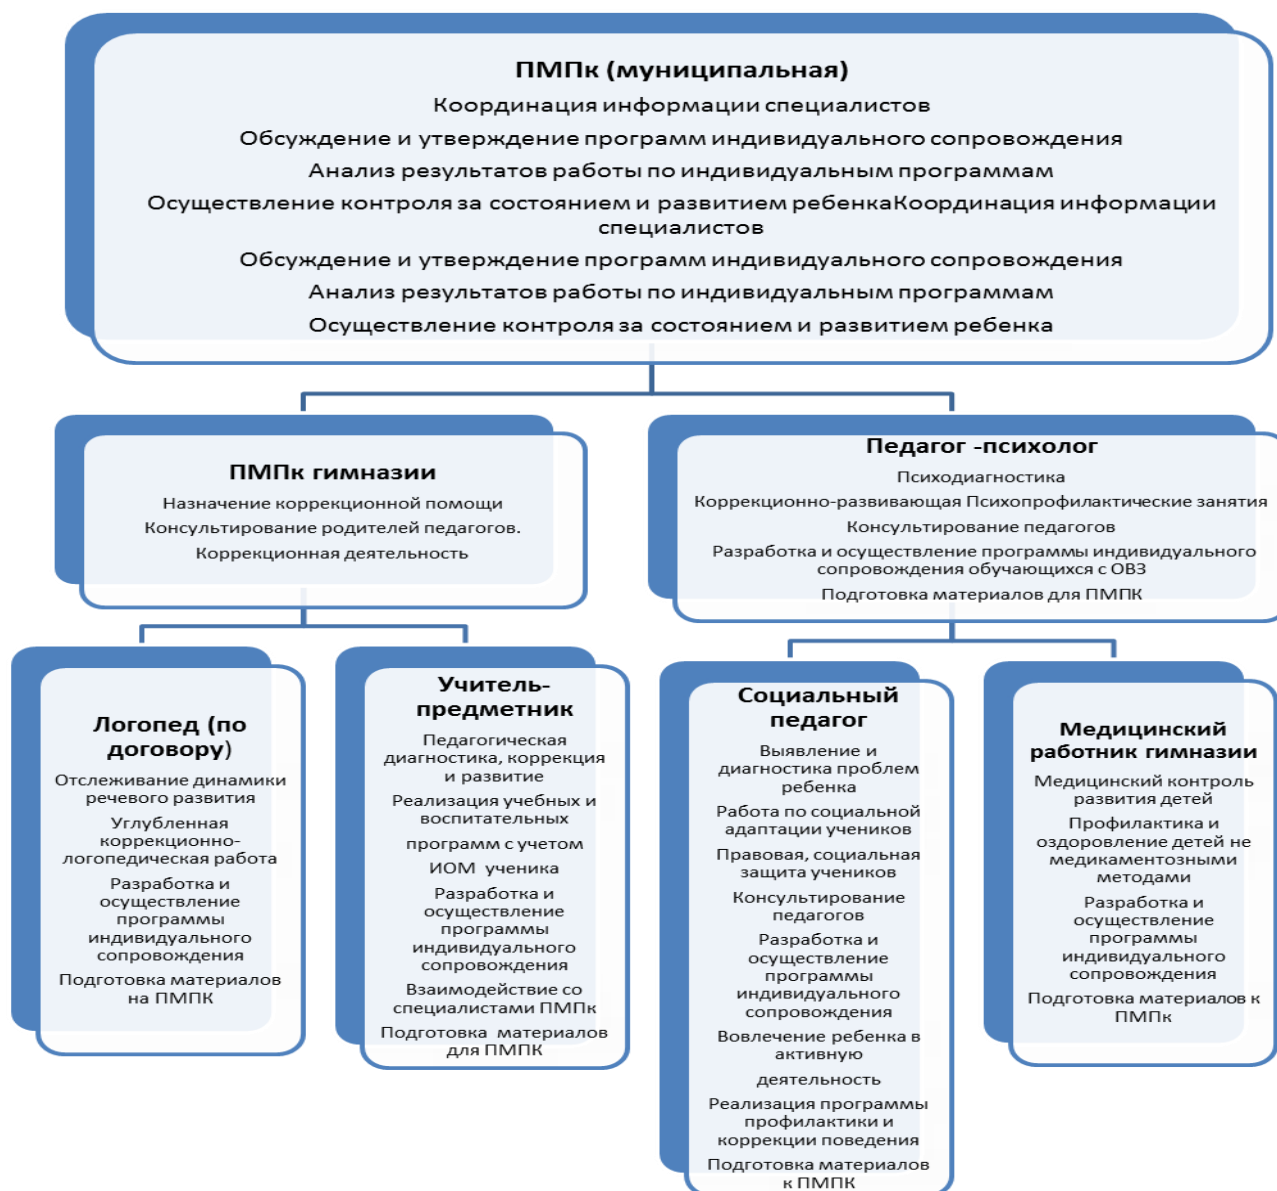 ПМПк (муниципальная)
Координация информации специалистов
Обсуждение и утверждение программ индивидуального сопровождения
Анализ результатов работы по индивидуальным программам
Осуществление контроля за состоянием и развитием ребенкаКоординация информации
специалистов
Обсуждение и утверждение программ индивидуального сопровождения
Анализ результатов работы по индивидуальным программам
Осуществление контроля за состоянием и развитием ребенка
ПМПк гимназии
Назначение коррекционной помощи
Консультирование родителей педагогов.
Коррекционная деятельность
Педагог -психолог
Психодиагностика
Коррекционно-развивающая Психопрофилактические занятия
Консультирование педагогов
Разработка и осуществление программы индивидуального
сопровождения обучающихся с ОВЗ
Подготовка материалов для ПМПК
Логопед (по
договору)
Отслеживание динамики
речевого развития
Углубленная
коррекционно-
логопедическая работа
Разработка и
осуществление
программы
индивидуального
сопровождения
Подготовка материалов
на ПМПК
Учитель-
предметник
Педагогическая
диагностика, коррекция
и развитие
Реализация учебных и
воспитательных
программ с учетом
ИОМ ученика
Разработка и
осуществление
программы
индивидуального
сопровождения
Взаимодействие со
специалистами ПМПк
Подготовка материалов
для ПМПК
Социальный
педагог
Выявление и
диагностика проблем
ребенка
Работа по социальной
адаптации учеников
Правовая, социальная
защита учеников
Консультирование
педагогов
Разработка и
осуществление
программы
индивидуального
сопровождения
Вовлечение ребенка в
активную
деятельность
Реализация программы
профилактики и
коррекции поведения
Подготовка материалов
к ПМПК
Медицинский
работник гимназии
Медицинский контроль
развития детей
Профилактика и
оздоровление детей не
медикаментозными
методами
Разработка и
осуществление
программы
индивидуального
сопровождения
Подготовка материалов к
ПМПк